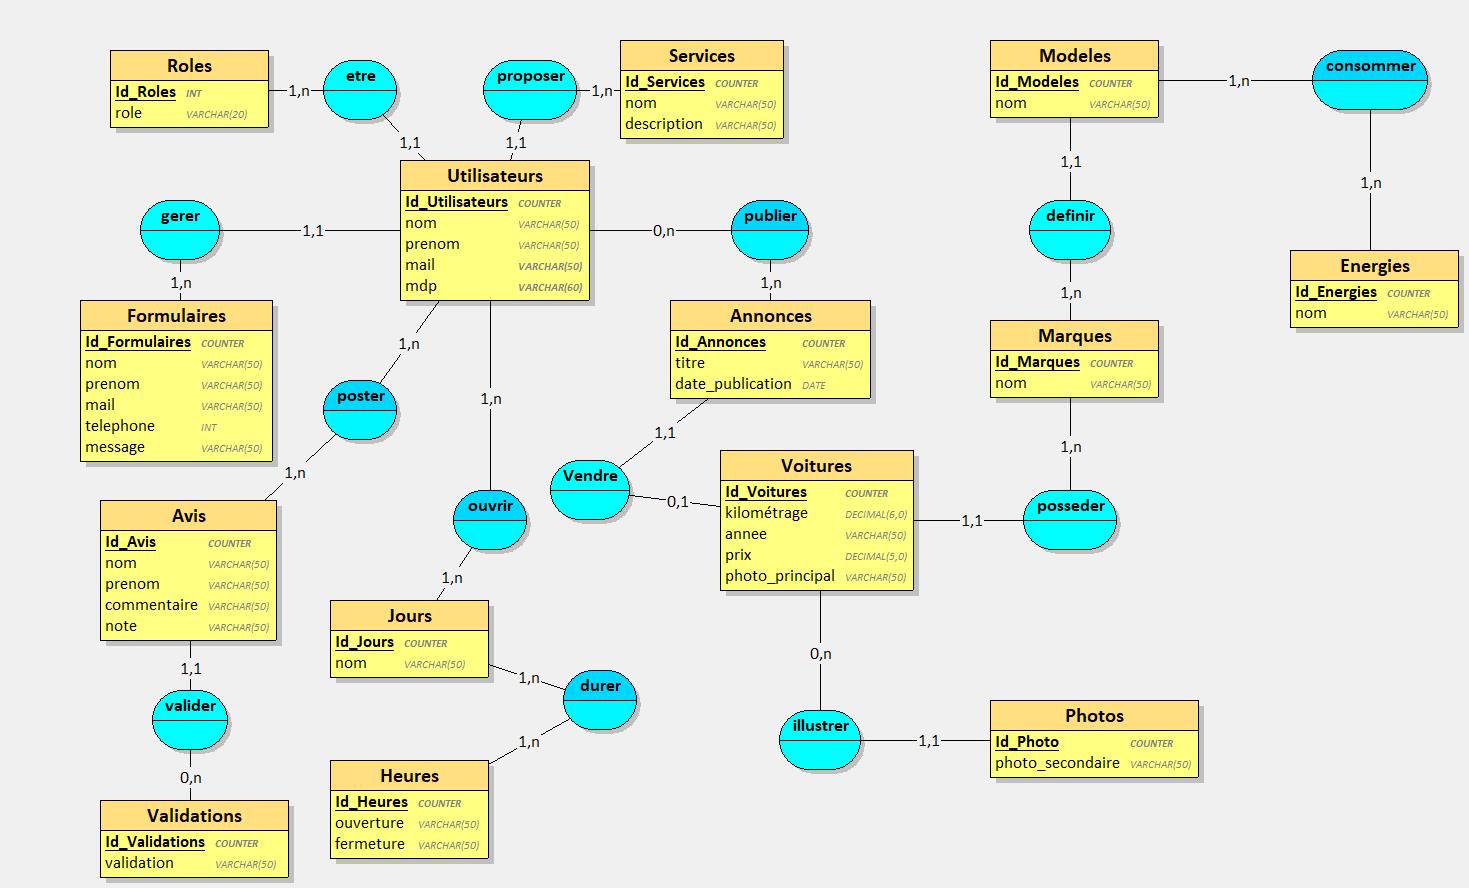 Roles
Id_Roles INT
role VARCHAR(20)
1,n
etre
1,1
proposer
1,n
1,1
Services
Id_Services COUNTER
nom VARCHAR(50)
description VARCHAR(50)
Modeles
Id_Modeles COUNTER
nom VARCHAR(50)
1,n
consommer
1,n
1,1
Utilisateurs
Id_Utilisateurs COUNTER
nom VARCHAR(50)
prenom VARCHAR(50)
mail VARCHAR(50)
mdp VARCHAR(60)
gerer
1,1
1,n
0,n
publier
1,n
definir
1,n
Energies
Id_Energies COUNTER
nom VARCHAR(50)
Formulaires
Id_Formulaires COUNTER
nom VARCHAR(50)
prenom VARCHAR(50)
mail VARCHAR(50)
telephone INT
message VARCHAR(50)
1,n
poster
1,n
1,n
Annonces
Id_Annonces COUNTER
titre VARCHAR(50)
date_publication DATE
Marques
Id_Marques COUNTER
nom VARCHAR(50)
1,1
Vendre
0,1
1,n
Voitures
Id_Voitures COUNTER
kilométrage DECIMAL(6,0)
annee VARCHAR(50)
prix DECIMAL(5,0)
photo_principal VARCHAR(50)
1,1
posseder
Avis
Id_Avis COUNTER
nom VARCHAR(50)
prenom VARCHAR(50)
commentaire VARCHAR(50)
note VARCHAR(50)
ouvrir
1,n
Jours
Id_Jours COUNTER
nom VARCHAR(50)
1,n
durer
1,n
1,1
valider
0,n
0,n
illustrer
1,1
Photos
Id_Photo COUNTER
photo_secondaire VARCHAR(50)
Heures
Id_Heures COUNTER
ouverture VARCHAR(50)
fermeture VARCHAR(50)
Validations
Id_Validations COUNTER
validation VARCHAR(50)